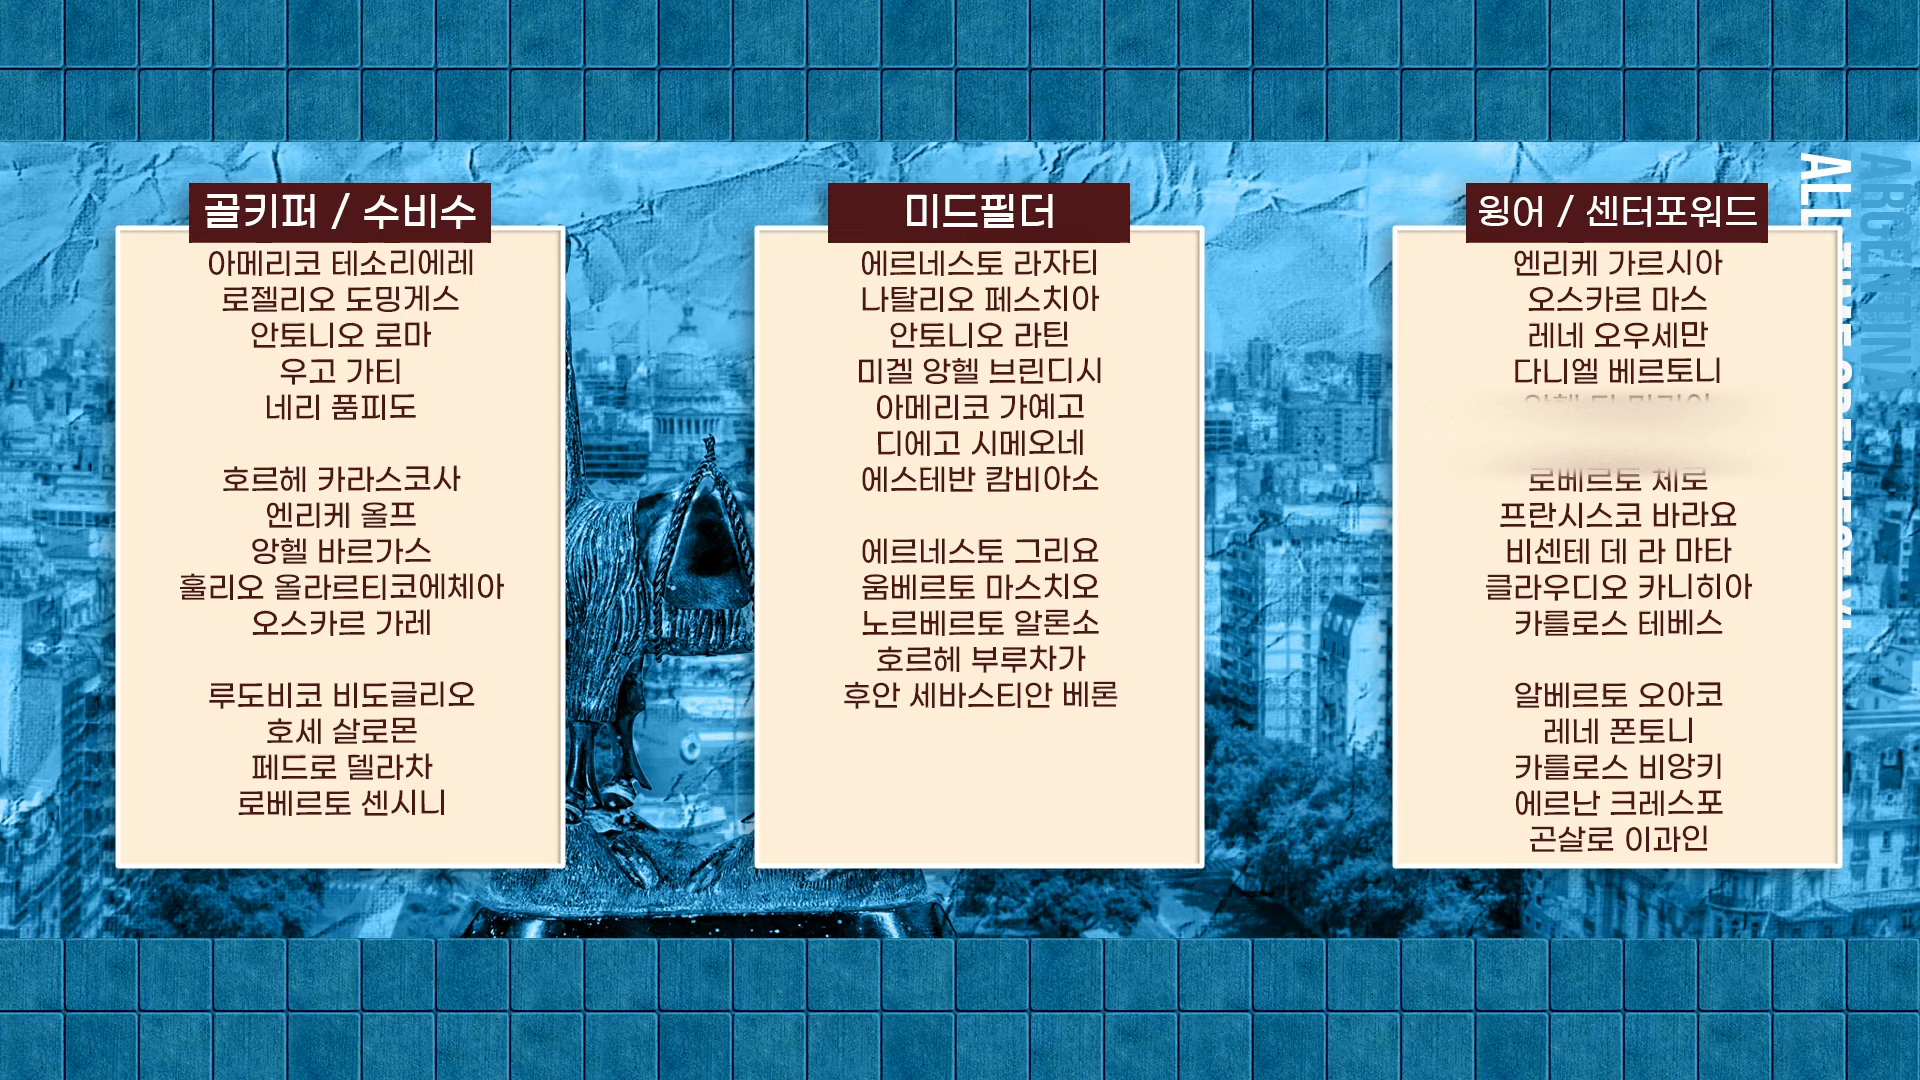 골키퍼 / 수비수
아메리코 테소리에레
로젤리오 도밍게스
안토니오 로마
우고 가티
네리 품피도
호르헤 카라스코사
엔리케 올프
앙헬 바르가스
훌리오 올라르티코에체아
오스카르 가레
루도비코 비도글리오
호세 살로몬
페드로 델라차
로베르토 센시니
미드필더
에르네스토 라자티
나탈리오 페스치아
안토니오 라틴
미겔 앙헬 브린디시
아메리코 가예고
디에고 시메오네
에스테반 캄비아소
에르네스토 그리요
움베르토 마스치오
노르베르토 알론소
호르헤 부루차가
후안 세바스티안 베론
윙어 / 센터포워드
엔리케 가르시아
오스카르 마스
레네 오우세만
다니엘 베르토니
로베르토 체로
프란시스코 바라요
비센테 데 라 마타
클라우디오 카니히아
카를로스 테베스
알베르토 오아코
레네 폰토니
카를로스 비앙키
에르난 크레스포
곤살로 이과인
ARGENTINA
ALL